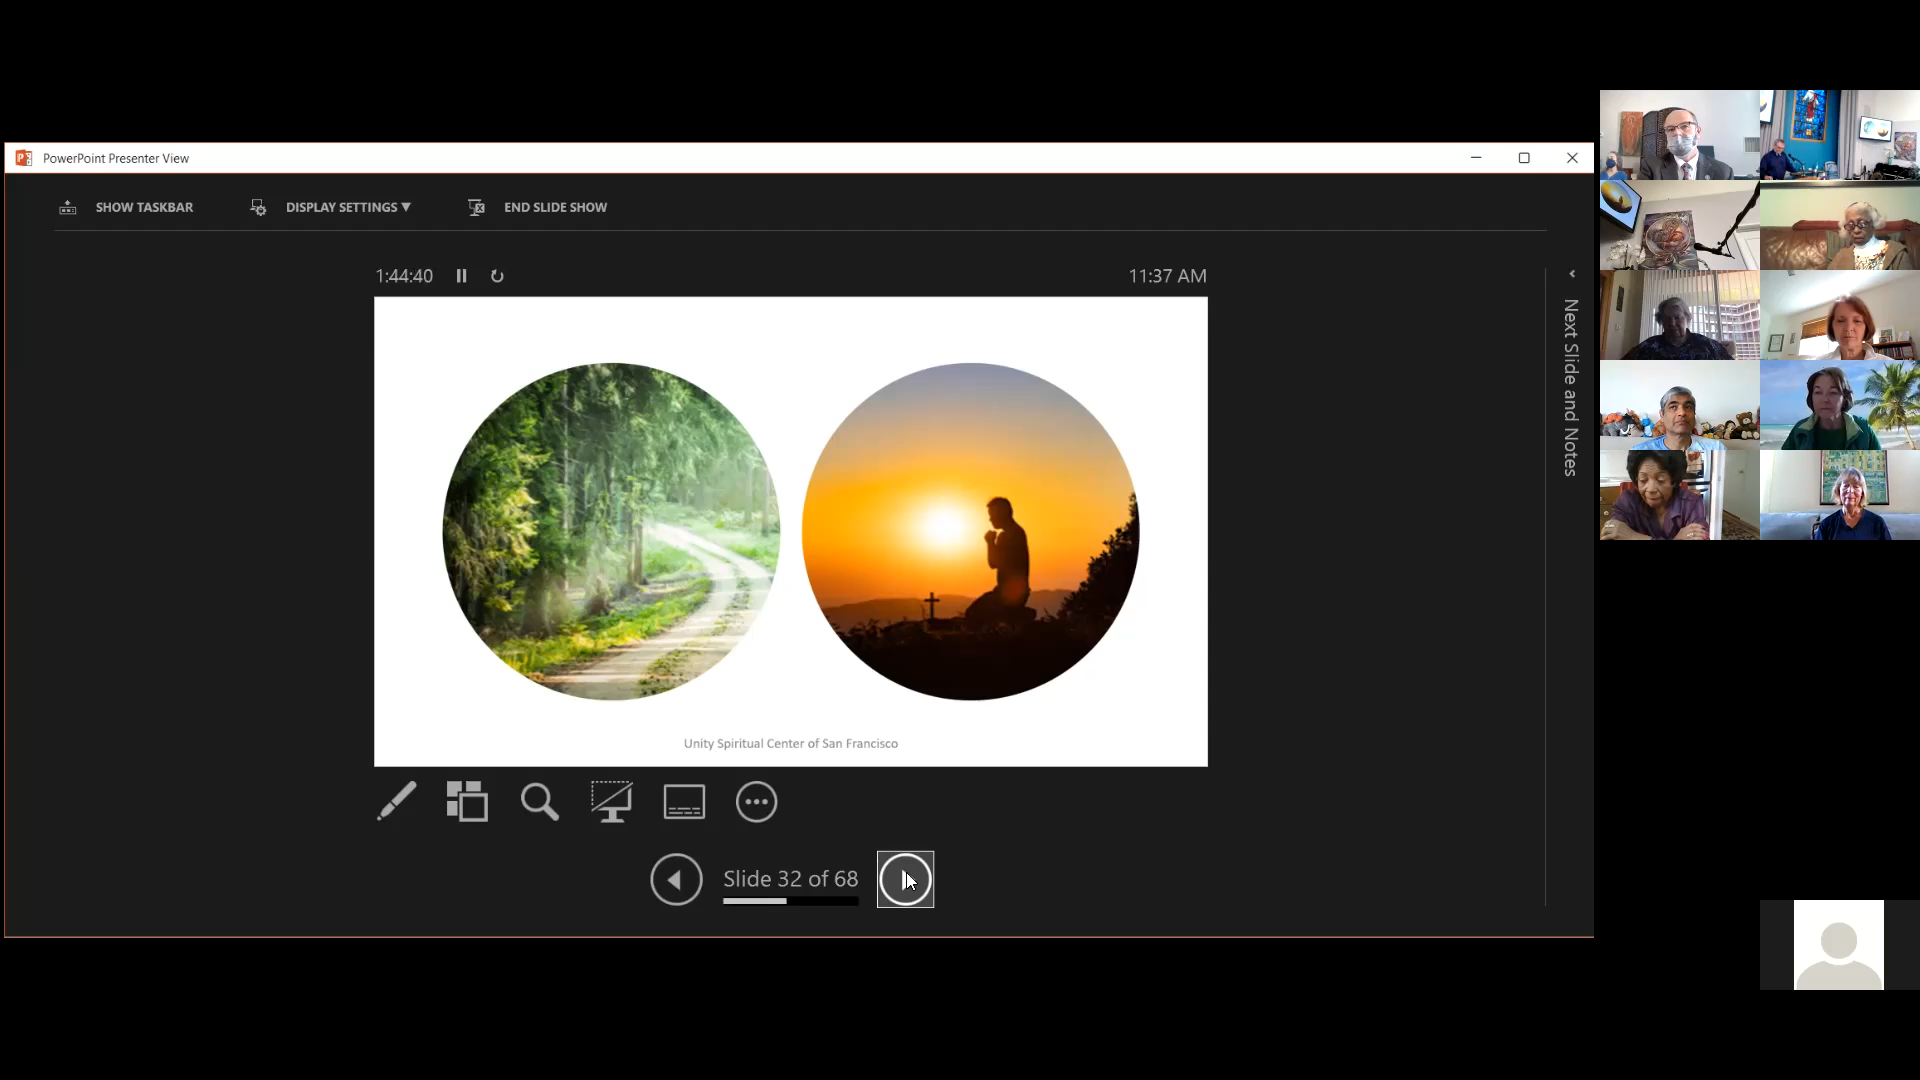 PowerPoint Presenter View
SHOW TASKBAR
DISPLAY SETTINGS ▼
END SLIDE SHOW
1:44:40
11:37 AM
Next Slide and Notes
Unity Spiritual Center of San Francisco
Slide 32 of 68